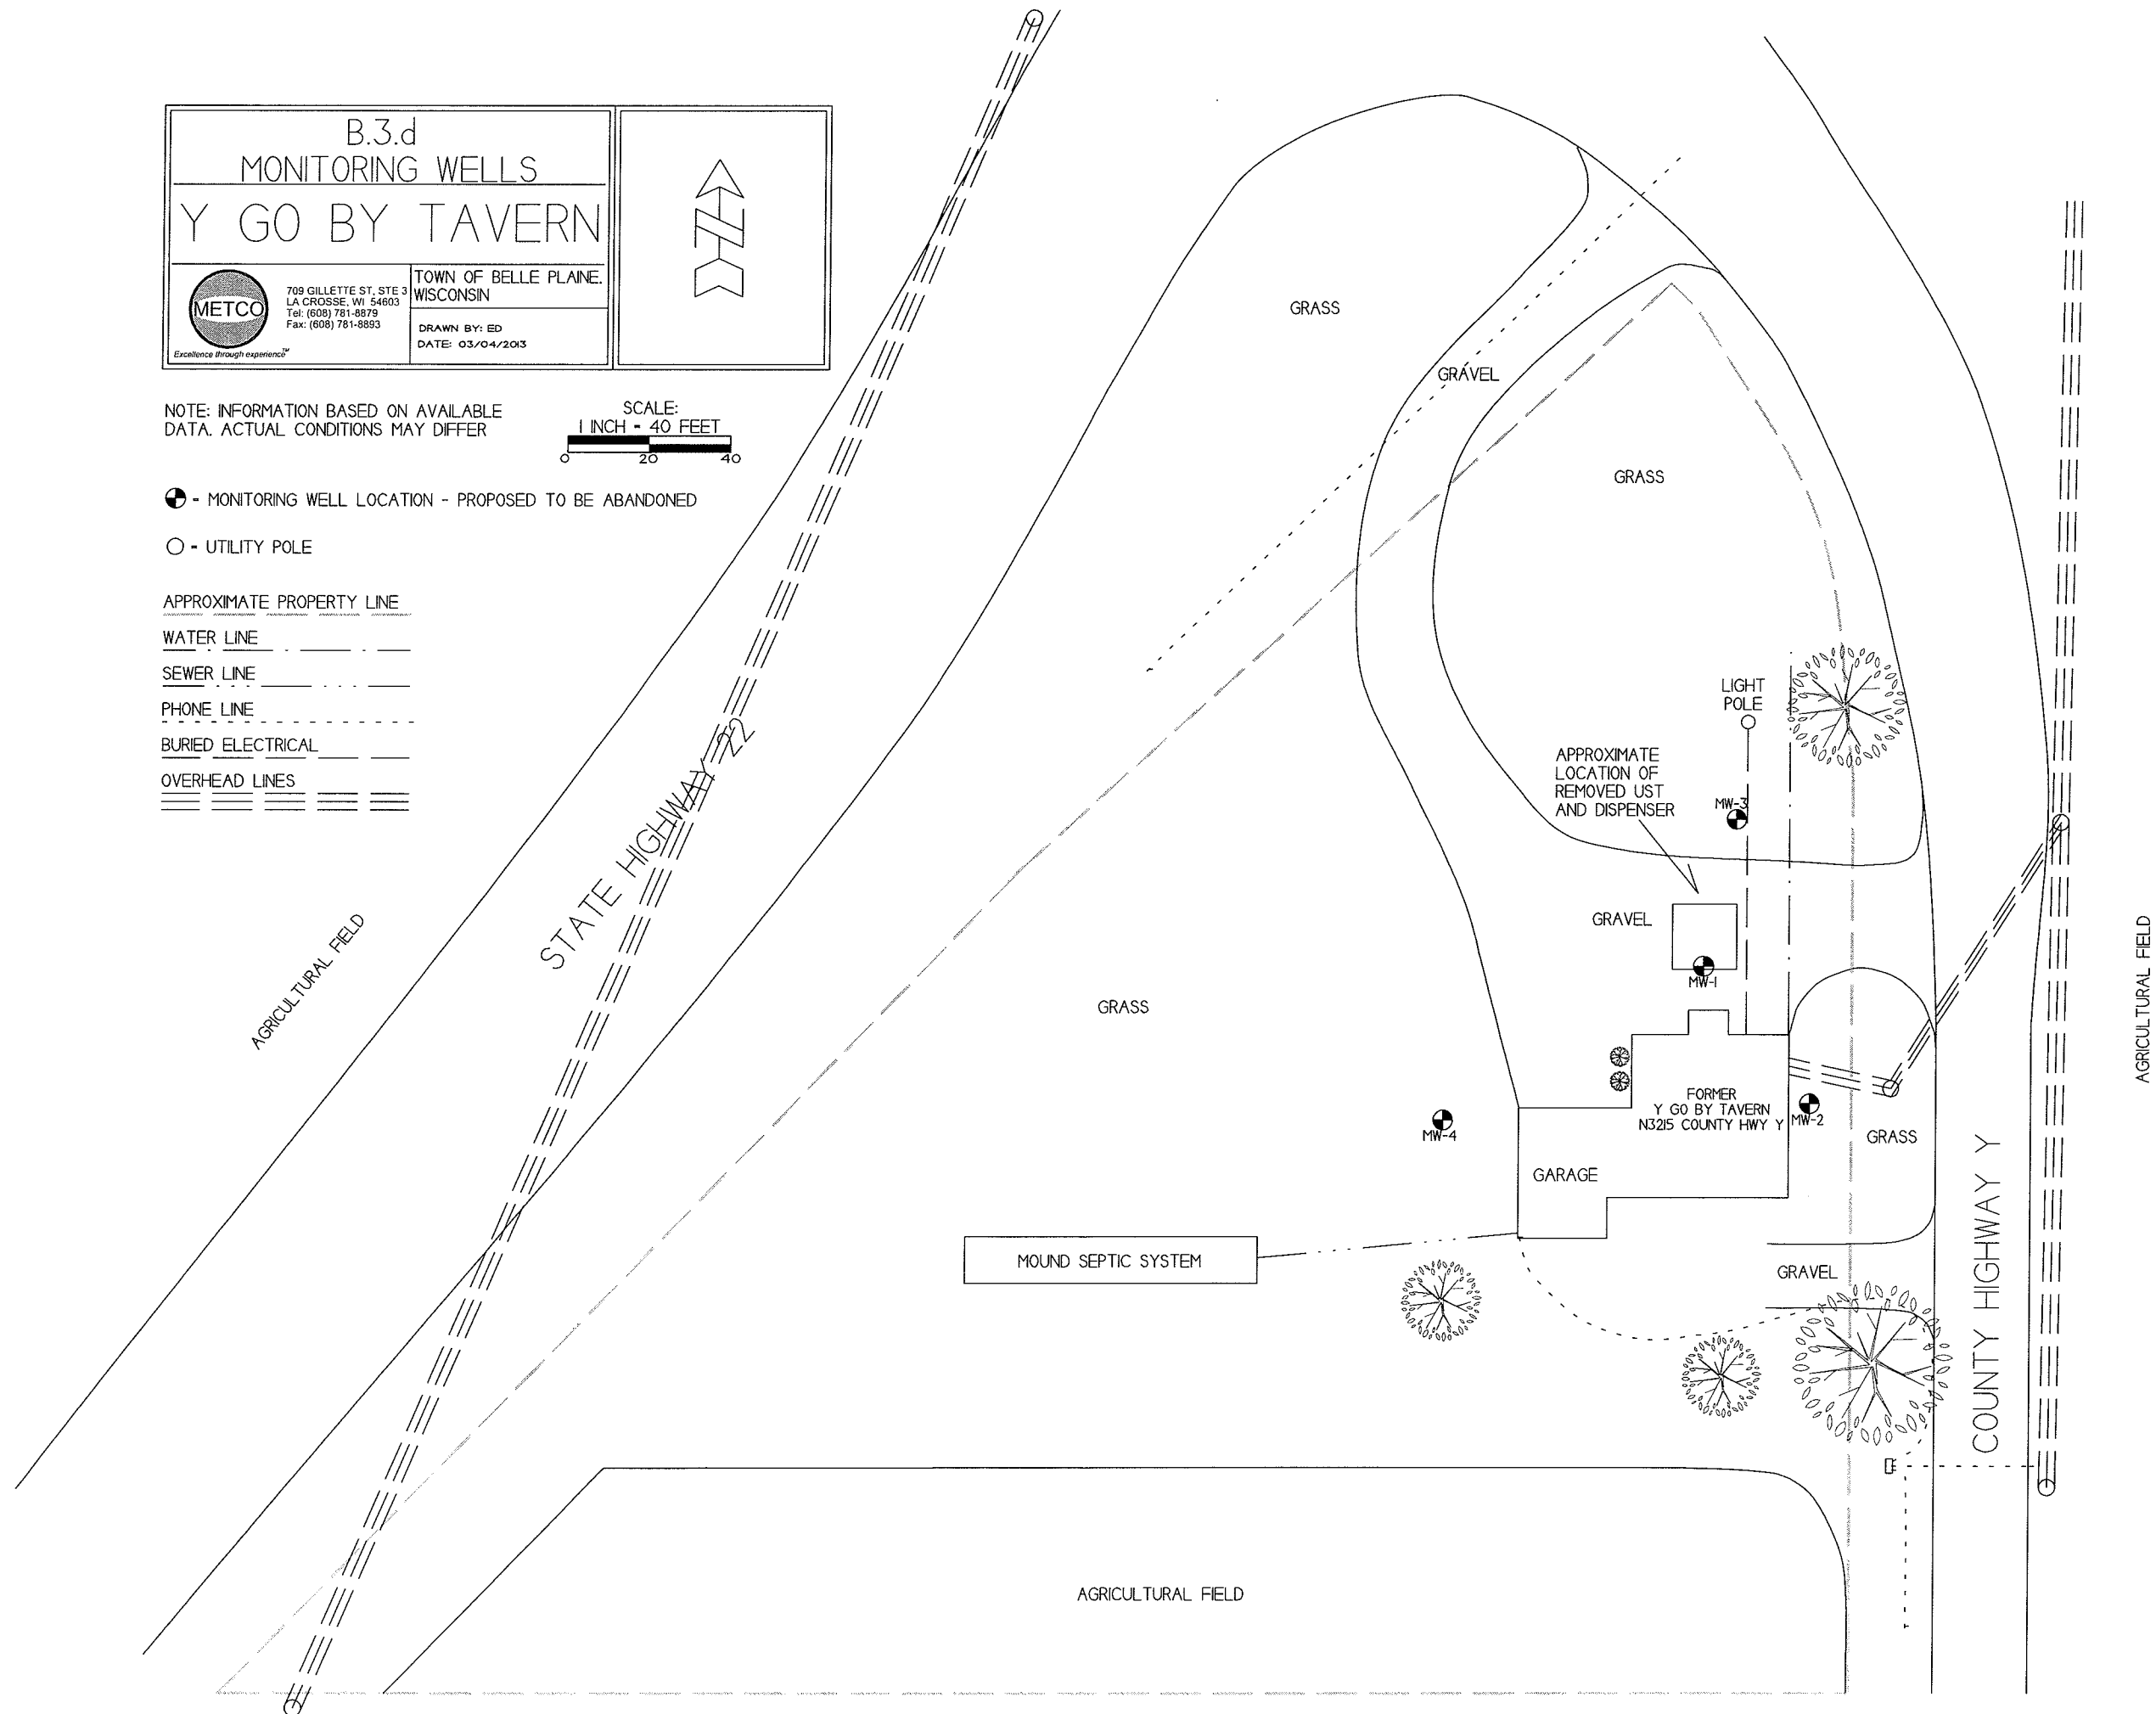 B.3.d
MONITORING WELLS
Y GO BY TAVERN
METCO
Excellence through experience™
709 GILLETTE ST, STE 3
LA CROSSE, WI 54603
Tel: (608) 781-8879
Fax: (608) 781-8893
TOWN OF BELLE PLAINE,
WISCONSIN
DRAWN BY: ED
DATE: 03/04/2013
N
NOTE: INFORMATION BASED ON AVAILABLE
DATA. ACTUAL CONDITIONS MAY DIFFER
SCALE:
1 INCH = 40 FEET
0 20 40
- MONITORING WELL LOCATION - PROPOSED TO BE ABANDONED
- UTILITY POLE
APPROXIMATE PROPERTY LINE
WATER LINE
SEWER LINE
PHONE LINE
BURIED ELECTRICAL
OVERHEAD LINES
STATE HIGHWAY 22
AGRICULTURAL FIELD
GRASS
GRAVEL
GRASS
LIGHT
POLE
APPROXIMATE
LOCATION OF
REMOVED UST
AND DISPENSER
MW-3
GRAVEL
MW-1
GRASS
FORMER
Y GO BY TAVERN
N3215 COUNTY HWY Y
MW-2
MW-4
GRASS
GARAGE
MOUND SEPTIC SYSTEM
GRAVEL
COUNTY HIGHWAY Y
AGRICULTURAL FIELD
AGRICULTURAL FIELD